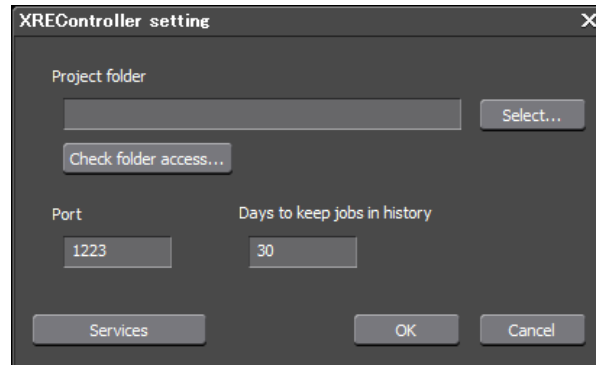 XREController setting X
Project folder
Select...
Check folder access...
Port Days to keep jobs in history
1223 30
Services OK Cancel